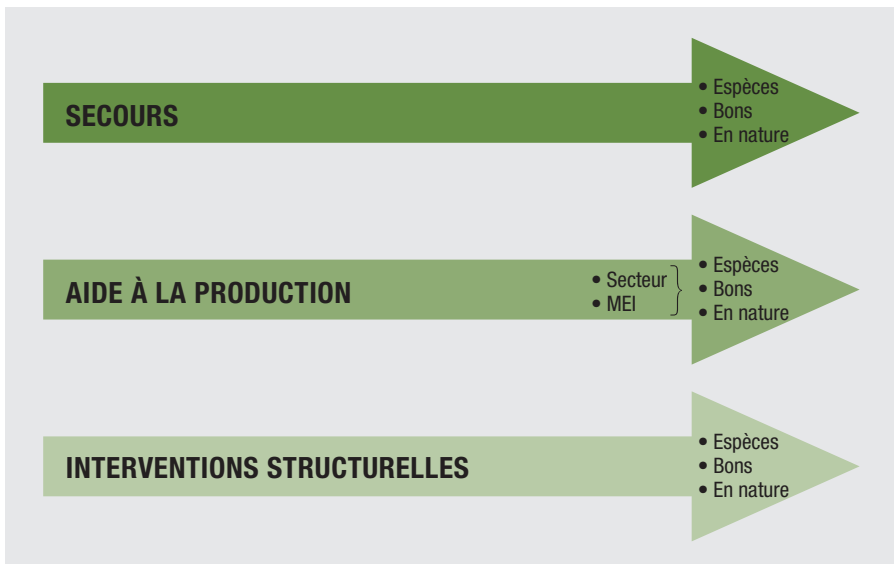 SECOURS
• Espèces
• Bons
• En nature
AIDE À LA PRODUCTION
• Secteur
• MEI
• Espèces
• Bons
• En nature
INTERVENTIONS STRUCTURELLES
• Espèces
• Bons
• En nature